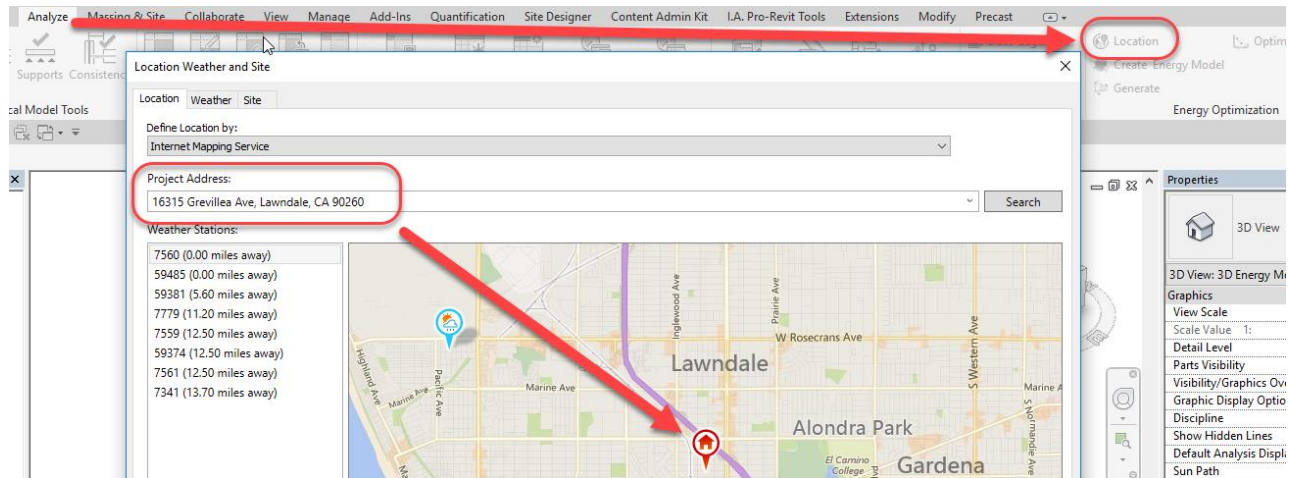 Analyze Massing & Site Collaborate View Manage Add-Ins Quantification Site Designer Content Admin Kit I.A. Pro-Revit Tools Extensions Modify Precast
Location Optim
Supports Consistenc
Create Energy Model
Generate
cal Model Tools
Energy Optimization
Location Weather and Site
Location Weather Site
Define Location by:
Internet Mapping Service
Project Address:
16315 Grevillea Ave, Lawndale, CA 90260
Search
Weather Stations:
7560 (0.00 miles away)
59485 (0.00 miles away)
59381 (5.60 miles away)
7779 (11.20 miles away)
7559 (12.50 miles away)
59374 (12.50 miles away)
7561 (12.50 miles away)
7341 (13.70 miles away)
Inglewood Ave
Prairie Ave
W Rosecrans Ave
S Western Ave
Lawndale
Highland Ave
Pacific Ave
Marine Ave
Marine Ave
Marine A
S Normandie Ave
Alondra Park
El Camino
College
Gardena
Properties
3D View
3D View: 3D Energy Mo
Graphics
View Scale
Scale Value 1:
Detail Level
Parts Visibility
Visibility/Graphics Ove
Graphic Display Optio
Discipline
Show Hidden Lines
Default Analysis Displa
Sun Path